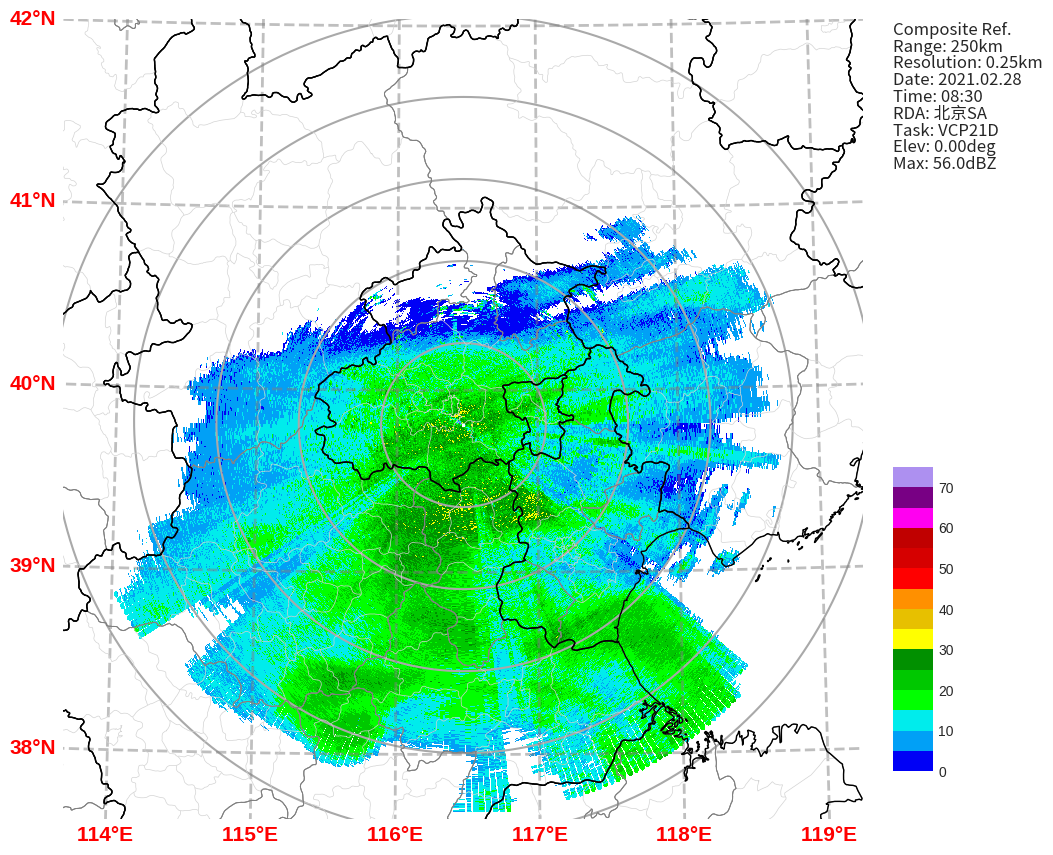 42°N
41°N
40°N
39°N
38°N
114°E
115°E
116°E
117°E
118°E
119°E
Composite Ref.
Range: 250km
Resolution: 0.25km
Date: 2021.02.28
Time: 08:30
RDA: 北京SA
Task: VCP21D
Elev: 0.00deg
Max: 56.0dBZ
70
60
50
40
30
20
10
0